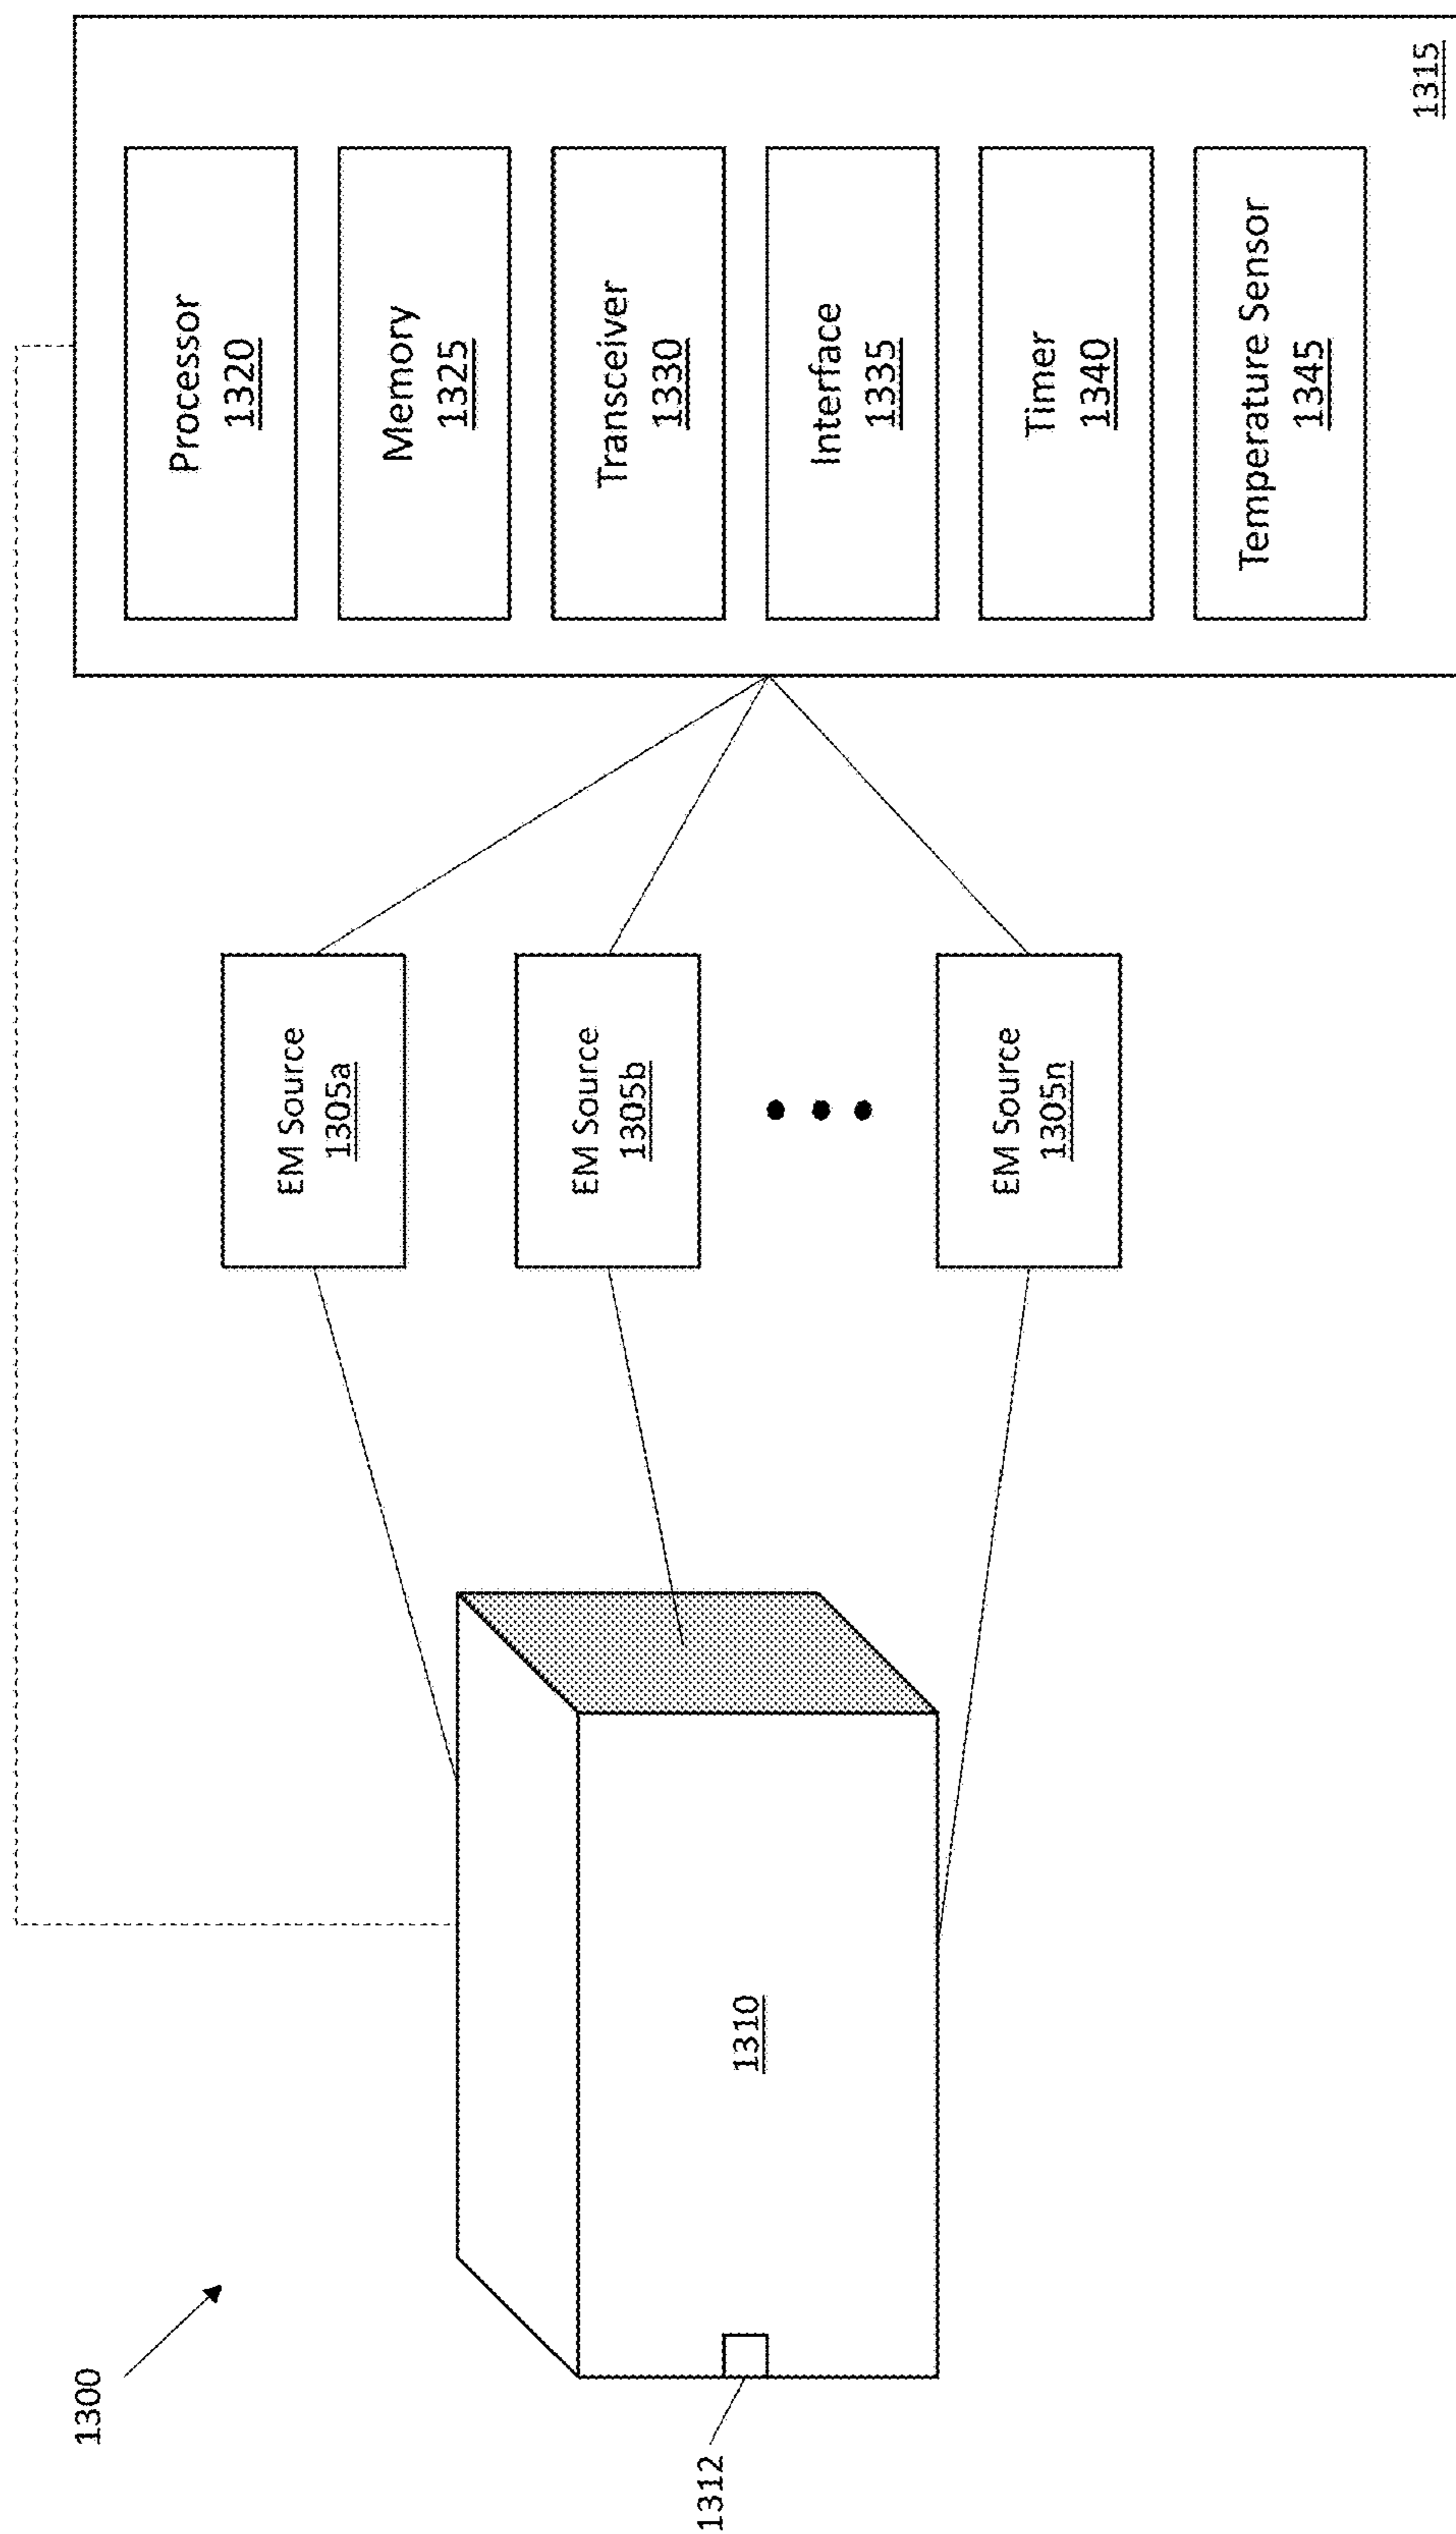 1300
1312
1310
EM Source
1305a
EM Source
1305b
EM Source
1305n
Processor
1320
Memory
1325
Transceiver
1330
Interface
1335
Timer
1340
Temperature Sensor
1345
1315